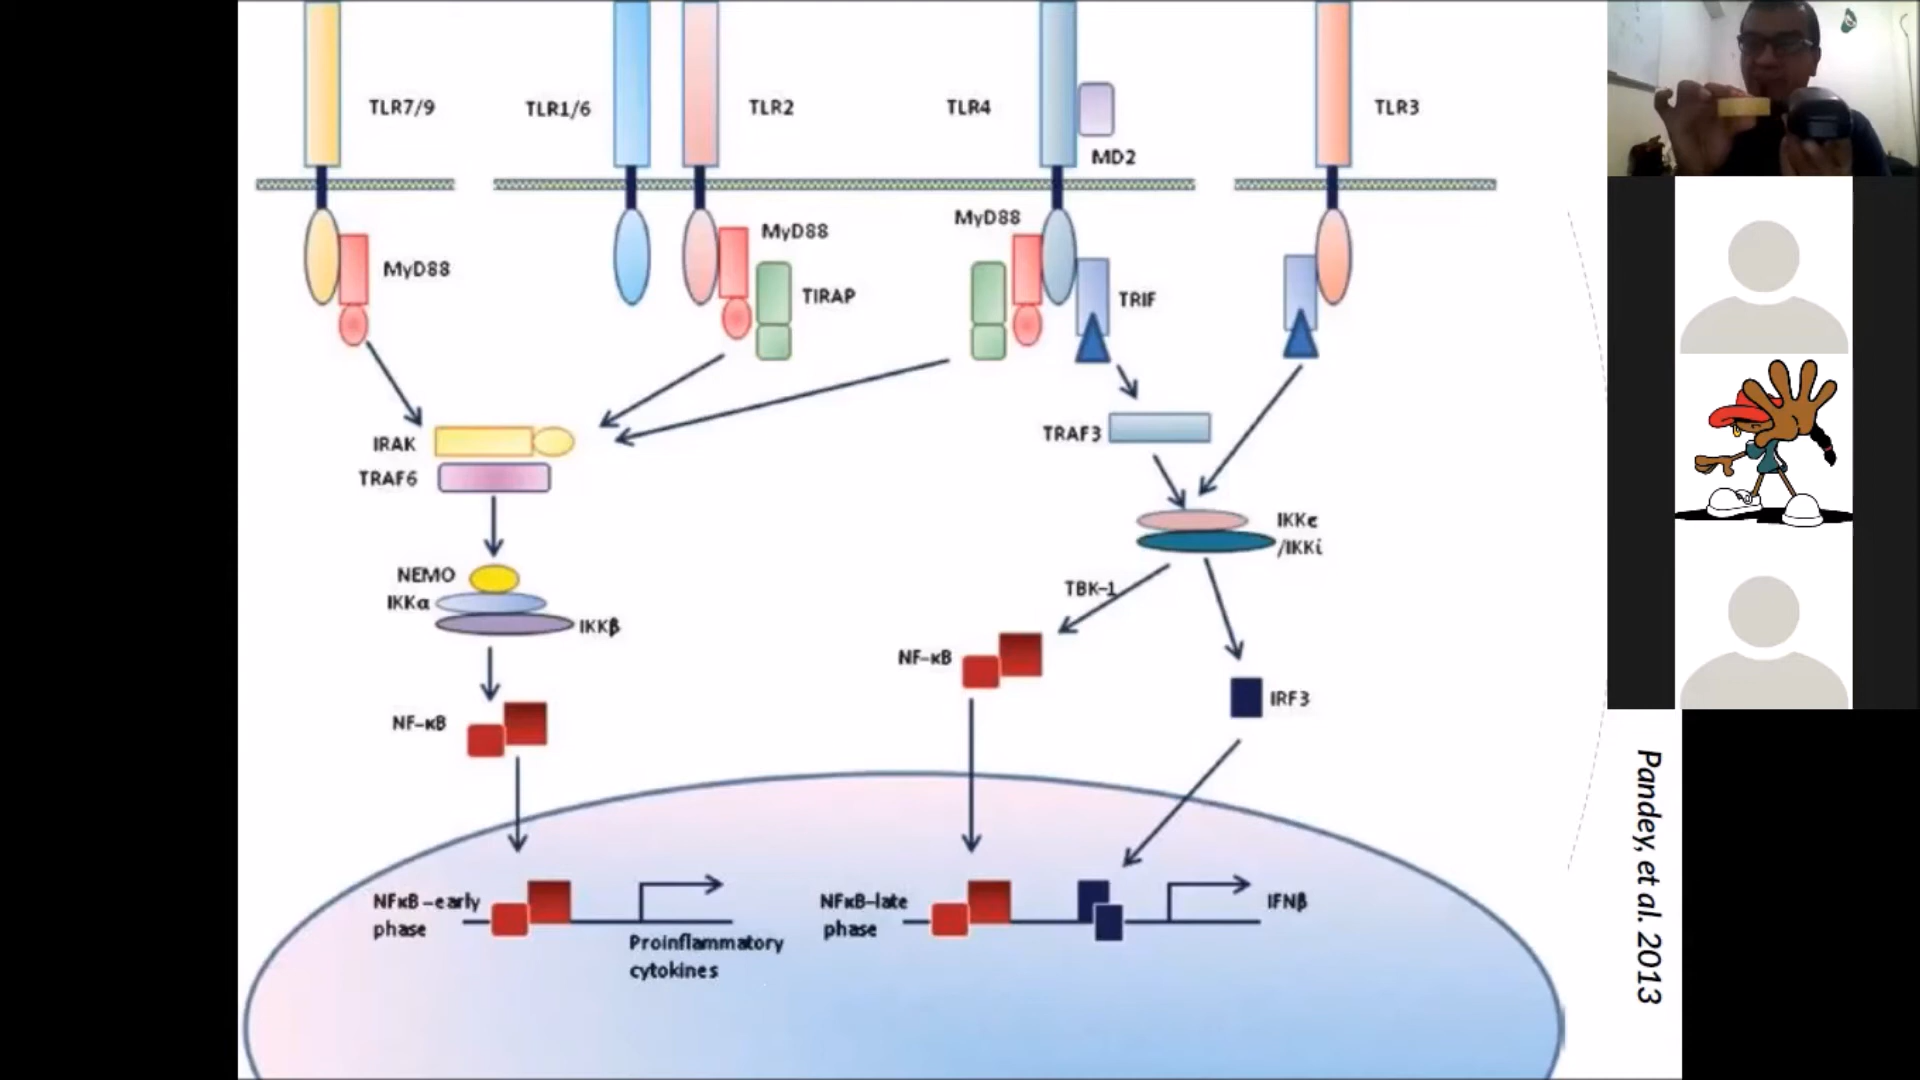 TLR7/9
TLR1/6
TLR2
TLR4
TLR3
MD2
MyD88
MyD88
MyD88
TIRAP
TRIF
IRAK
TRAF6
TRAF3
IKKε
/IKKi
NEMO
IKKα
IKKβ
TBK-1
NF-κB
NF-κB
IRF3
NFκB-early
phase
Proinflammatory
cytokines
NFκB-late
phase
IFNβ
Pandey, et al. 2013